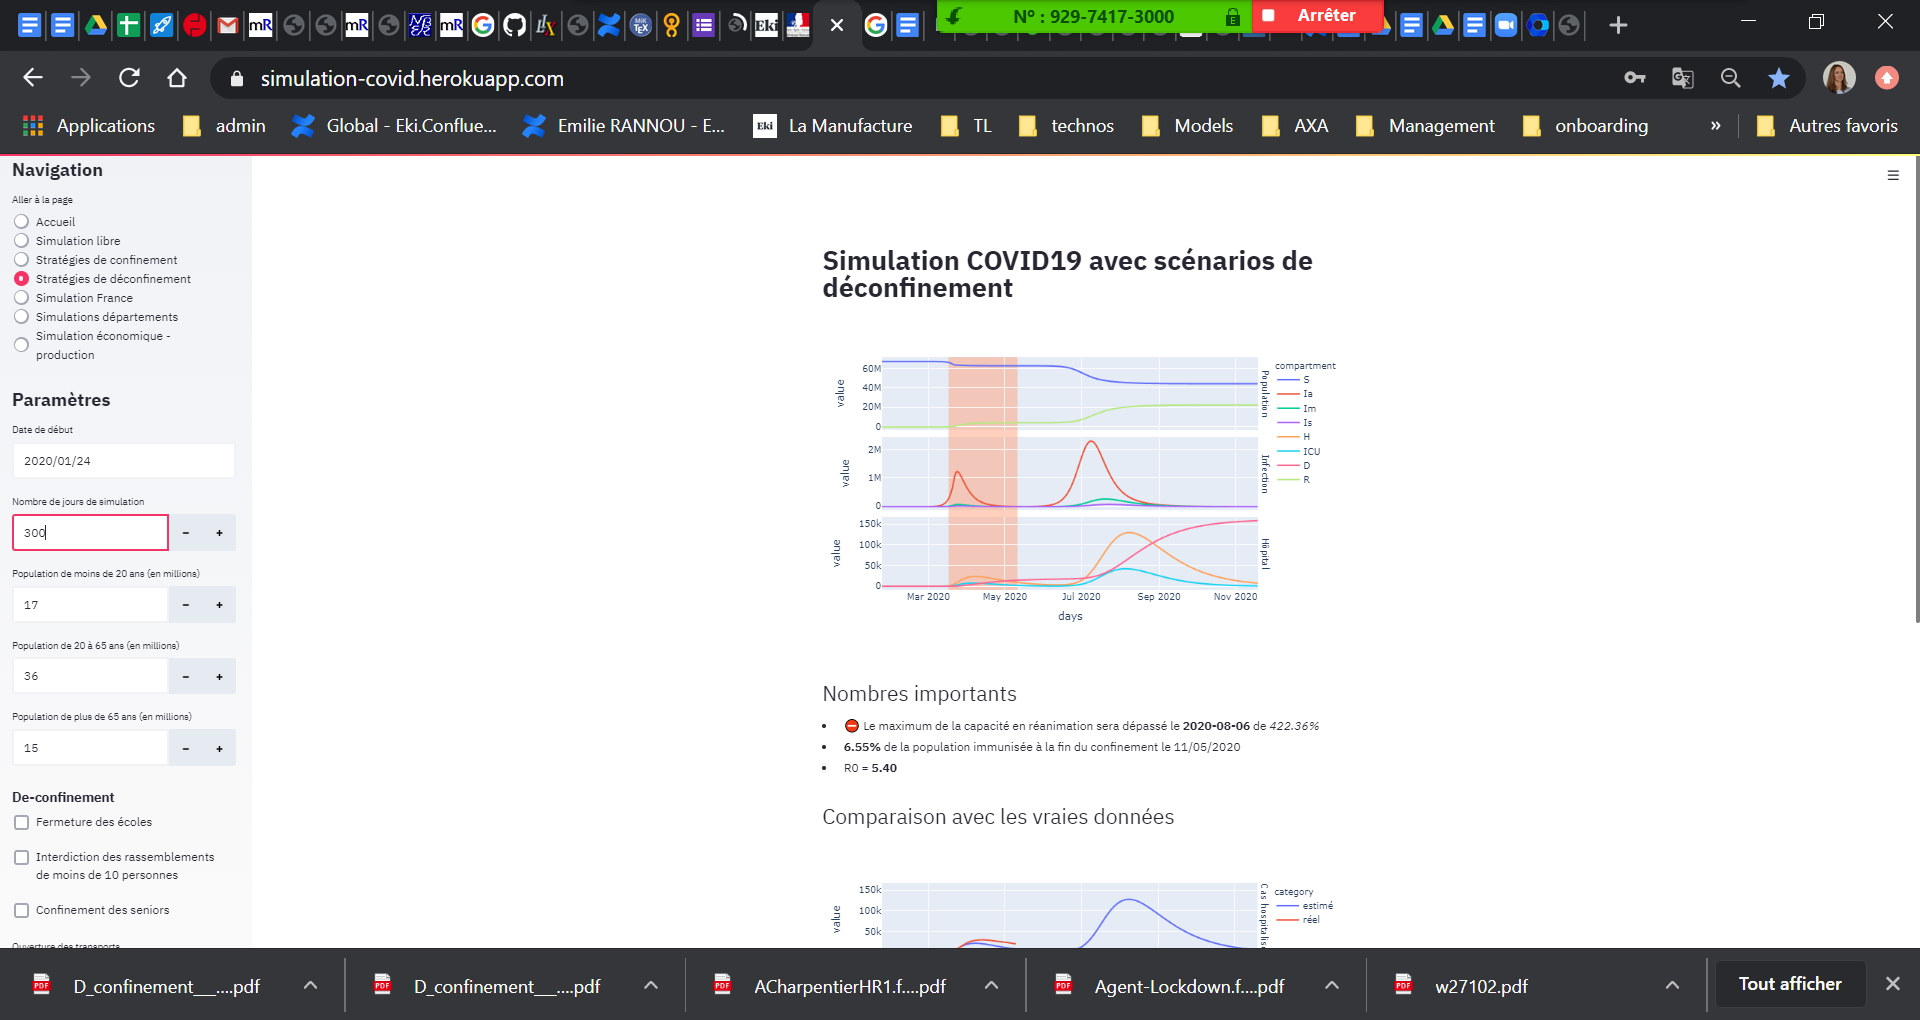 Nº : 929-7417-3000
Arrêter
simulation-covid.herokuapp.com
Applications
admin
Global - Eki.Conflue...
Emilie RANNOU - E...
Eki
La Manufacture
TL
technos
Models
AXA
Management
onboarding
»
Autres favoris
Navigation
Aller à la page
Accueil
Simulation libre
Stratégies de confinement
Stratégies de déconfinement
Simulation France
Simulations départements
Simulation économique -
production
Paramètres
Date de début
2020/01/24
Nombre de jours de simulation
300
- +
Population de moins de 20 ans (en millions)
17
- +
Population de 20 à 65 ans (en millions)
36
- +
Population de plus de 65 ans (en millions)
15
- +
De-confinement
Fermeture des écoles
Interdiction des rassemblements
de moins de 10 personnes
Confinement des seniors
Ouverture des transports
Simulation COVID19 avec scénarios de
déconfinement
60M
40M
20M
0
value
Population
2M
1M
0
value
Infection
150k
100k
50k
0
value
Hôpital
Mar 2020
May 2020
Jul 2020
Sep 2020
Nov 2020
days
compartment
S
Ia
Im
Is
H
ICU
D
R
Nombres importants
• Le maximum de la capacité en réanimation sera dépassé le 2020-08-06 de 422.36%
• 6.55% de la population immunisée à la fin du confinement le 11/05/2020
• R0 = 5.40
Comparaison avec les vraies données
150k
100k
50k
value
Cas hospitalisé
category
estimé
réel
D_confinement___....pdf
D_confinement___....pdf
ACharpentierHR1.f....pdf
Agent-Lockdown.f....pdf
w27102.pdf
Tout afficher